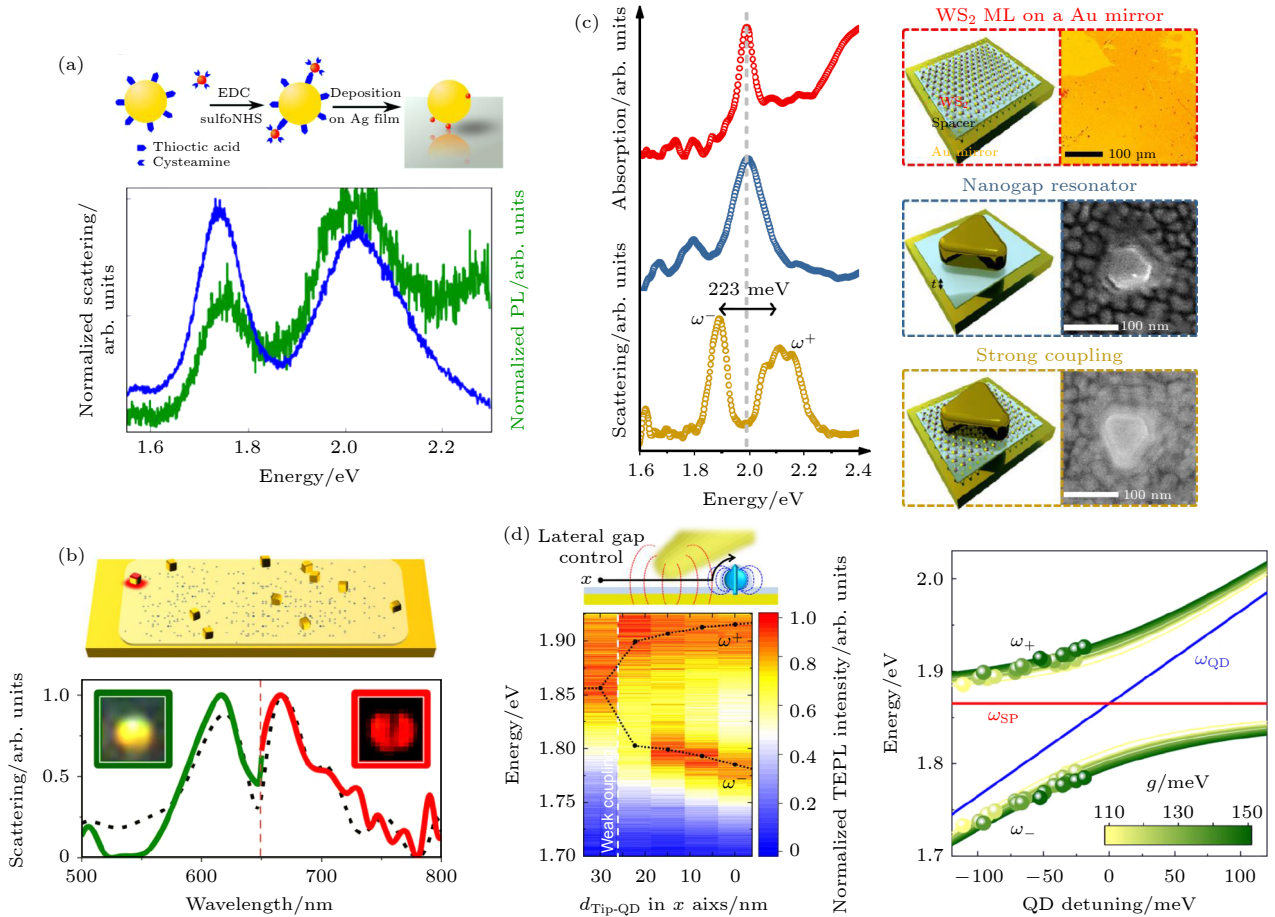 (a)
EDC
sulfoNHS
Deposition
on Ag film
Thioctic acid
Cysteamine
Normalized scattering/
arb. units
Normalized PL/arb. units
1.6 1.8 2.0 2.2
Energy/eV
(c)
Absorption/arb. units
Scattering/arb. units
223 meV
ω−
ω+
1.6 1.8 2.0 2.2 2.4
Energy/eV
WS₂ ML on a Au mirror
WS₂
Spacer
Au mirror
100 µm
Nanogap resonator
t
100 nm
Strong coupling
100 nm
(b)
Scattering/arb. units
1.0
0.5
0
500 600 700 800
Wavelength/nm
(d)
Lateral gap
control
x
Energy/eV
1.90
1.85
1.80
1.75
1.70
Weak coupling
ω+
ω−
30 20 10 0
d_Tip-QD in x aixs/nm
1.0
0.8
0.6
0.4
0.2
0
Normalized TEPL intensity/arb. units
Energy/eV
2.0
1.9
1.8
1.7
ω₊
ω_QD
ω_SP
ω₋
g/meV
110 130 150
−100 −50 0 50 100
QD detuning/meV